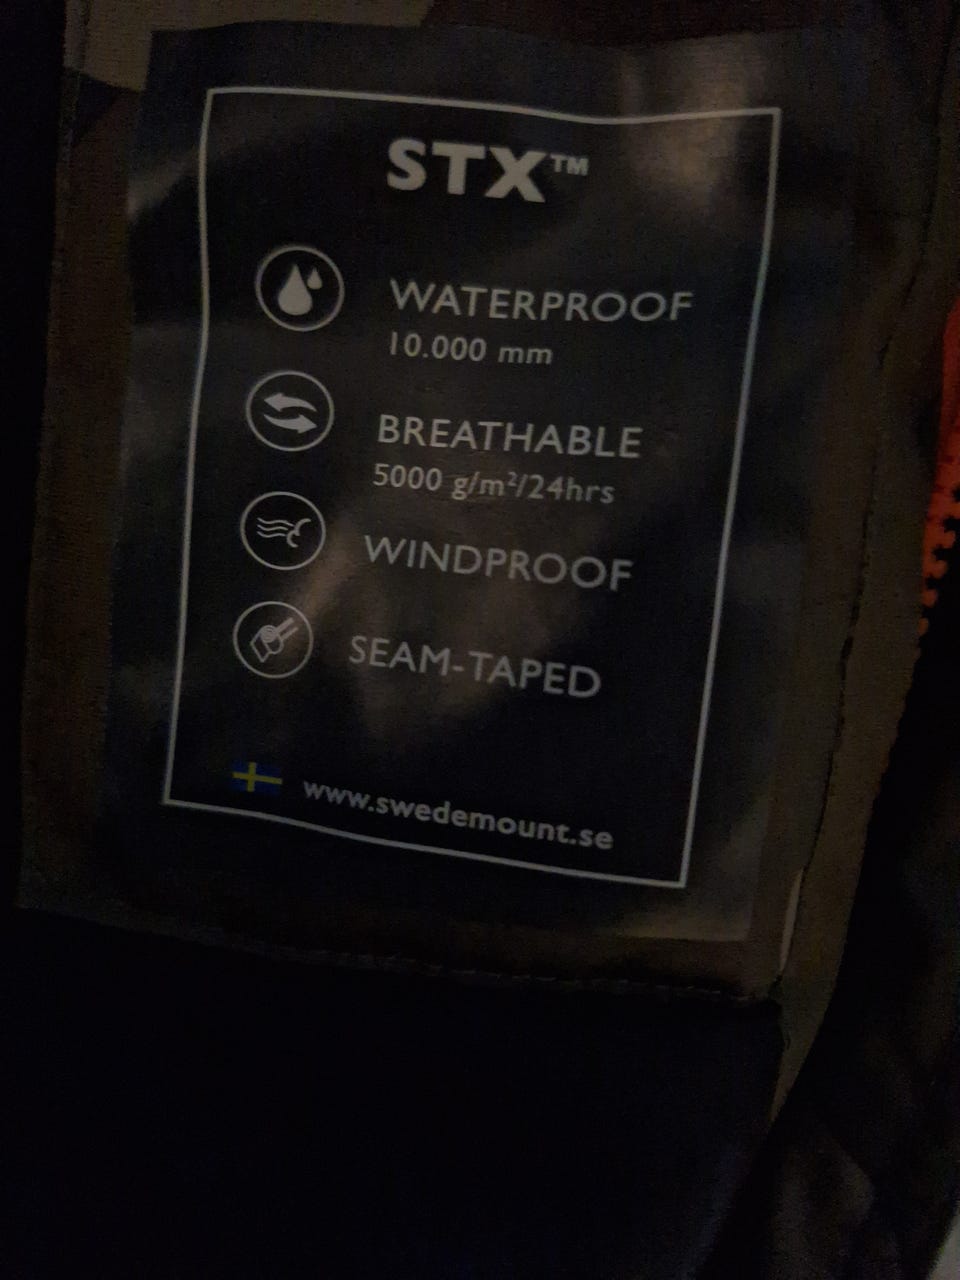 STX™
WATERPROOF
10.000 mm
BREATHABLE
5000 g/m²/24hrs
WINDPROOF
SEAM-TAPED
www.swedemount.se